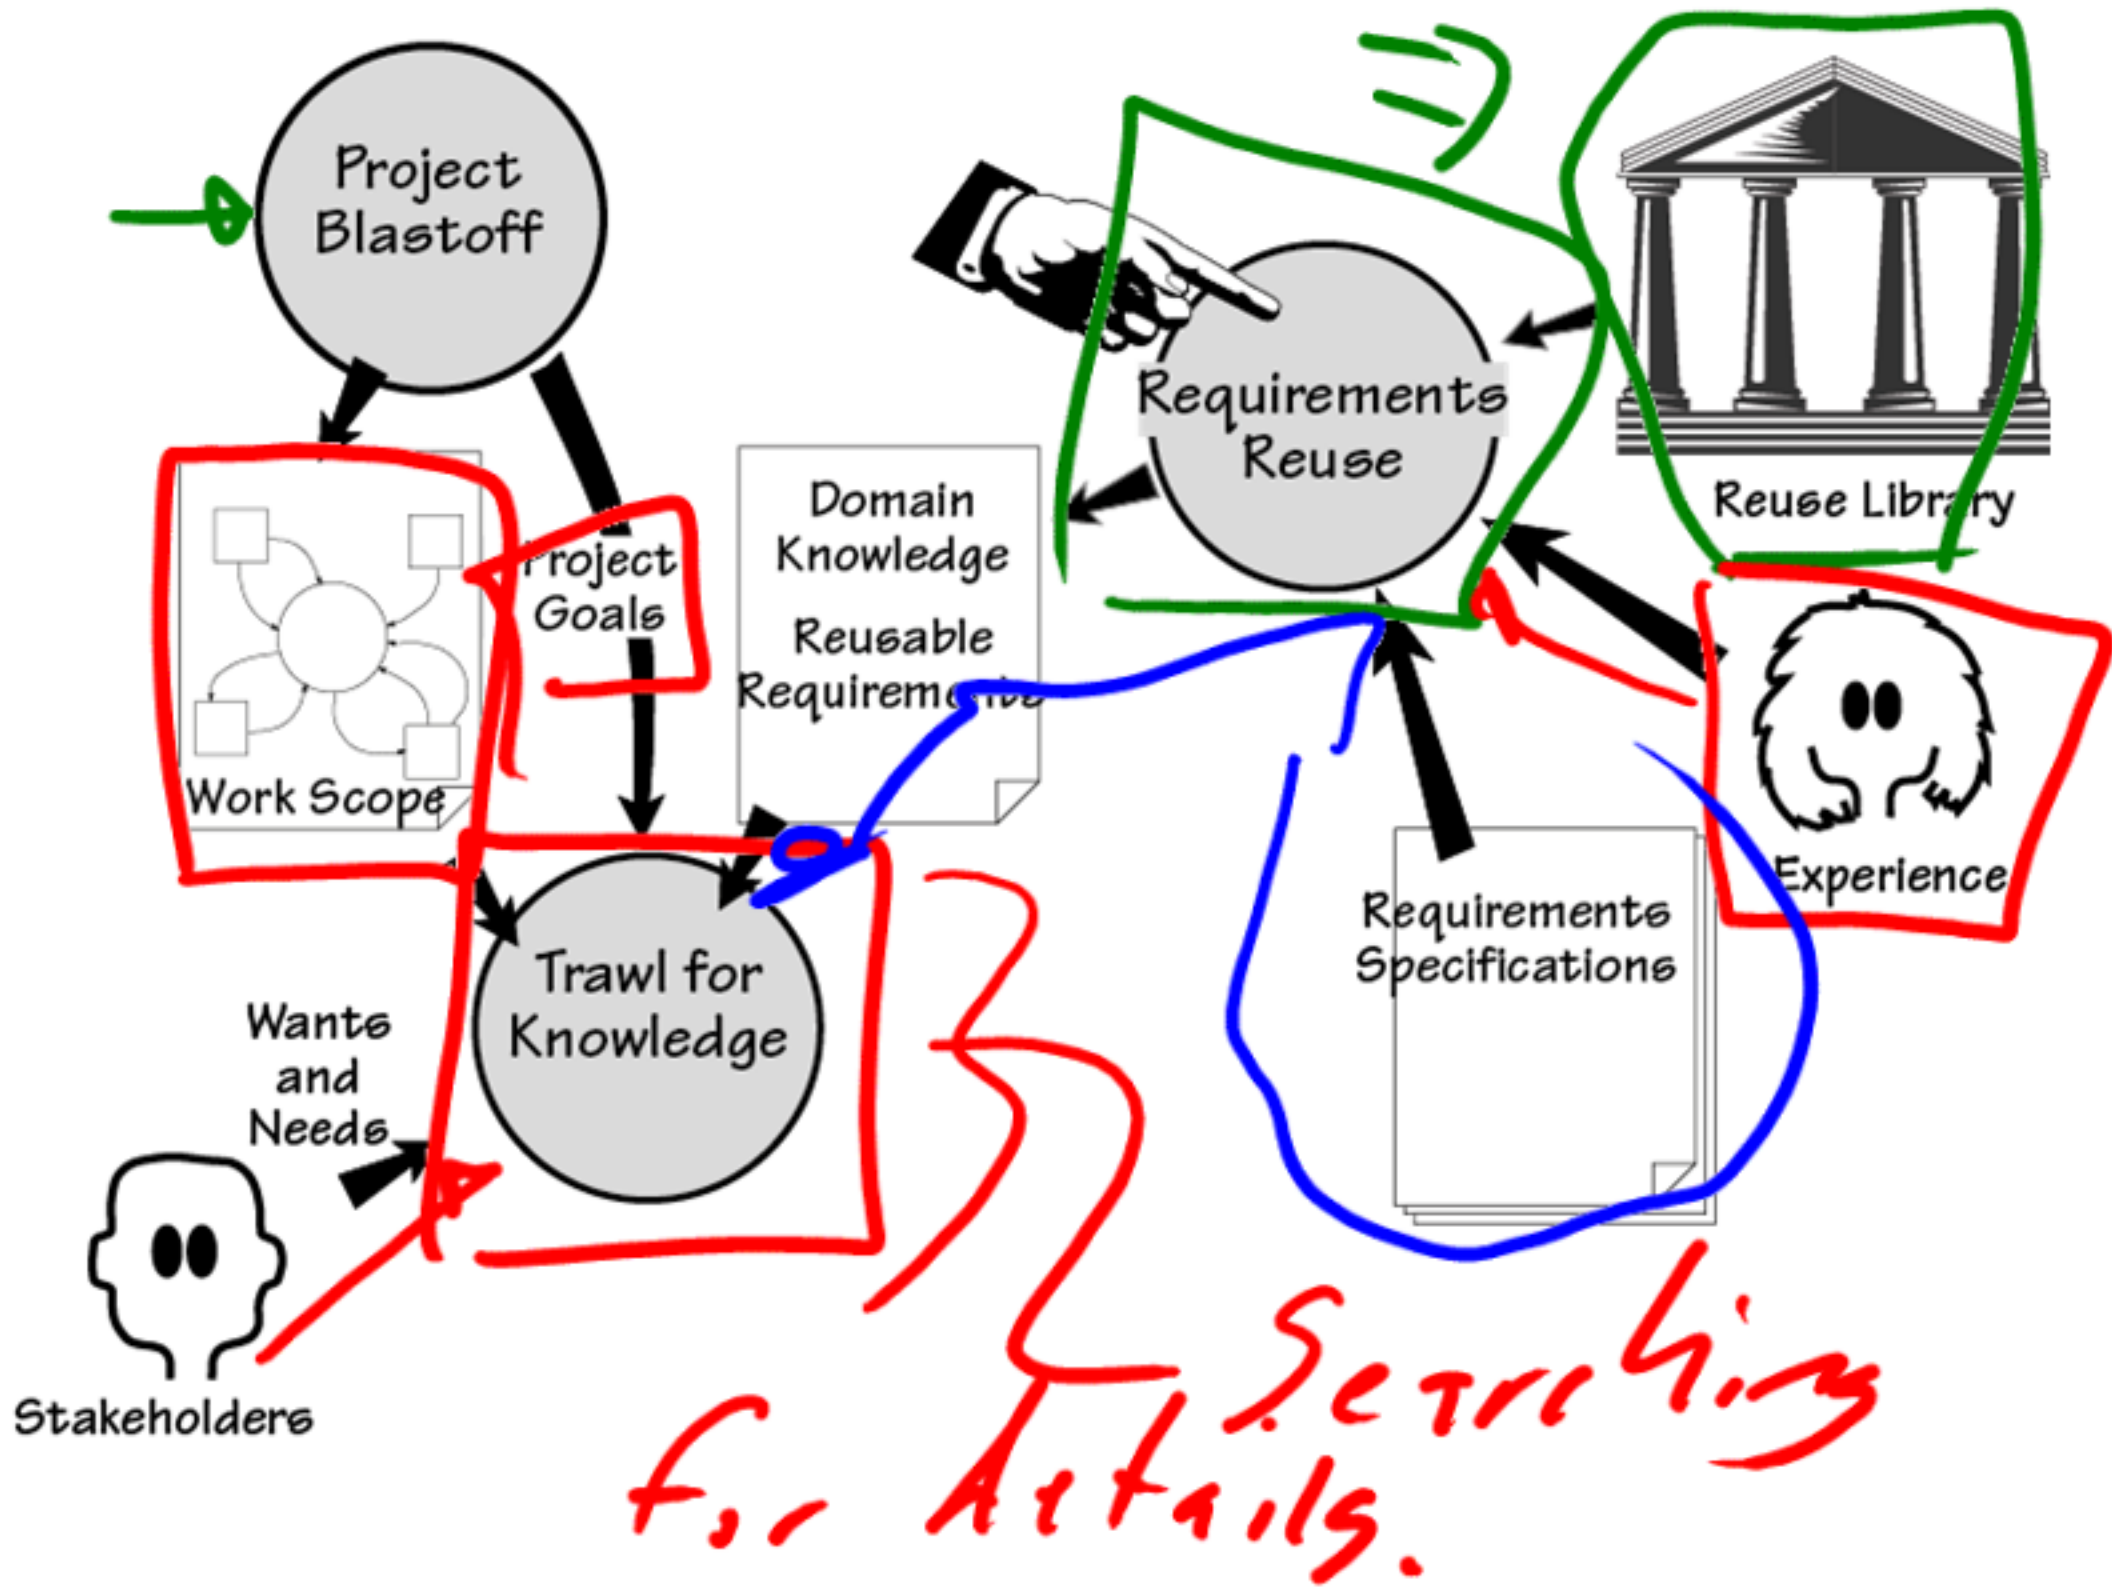 Project
Blastoff
Requirements
Reuse
Reuse Library
Project
Goals
Domain
Knowledge
Reusable
Requirements
Work Scope
Experience
Requirements
Specifications
Trawl for
Knowledge
Wants
and
Needs
Stakeholders
Searching
for details.